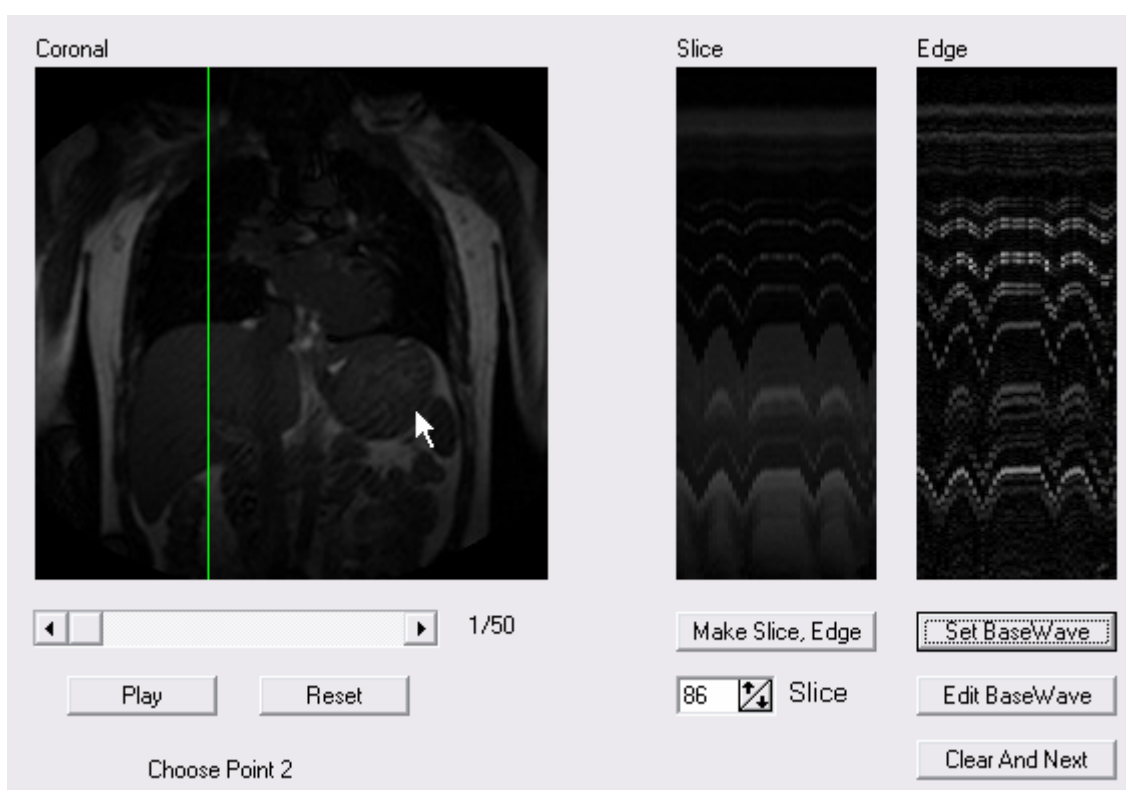 Coronal
Slice
Edge
1/50
Make Slice, Edge
Set BaseWave
Play
Reset
86
Slice
Edit BaseWave
Choose Point 2
Clear And Next